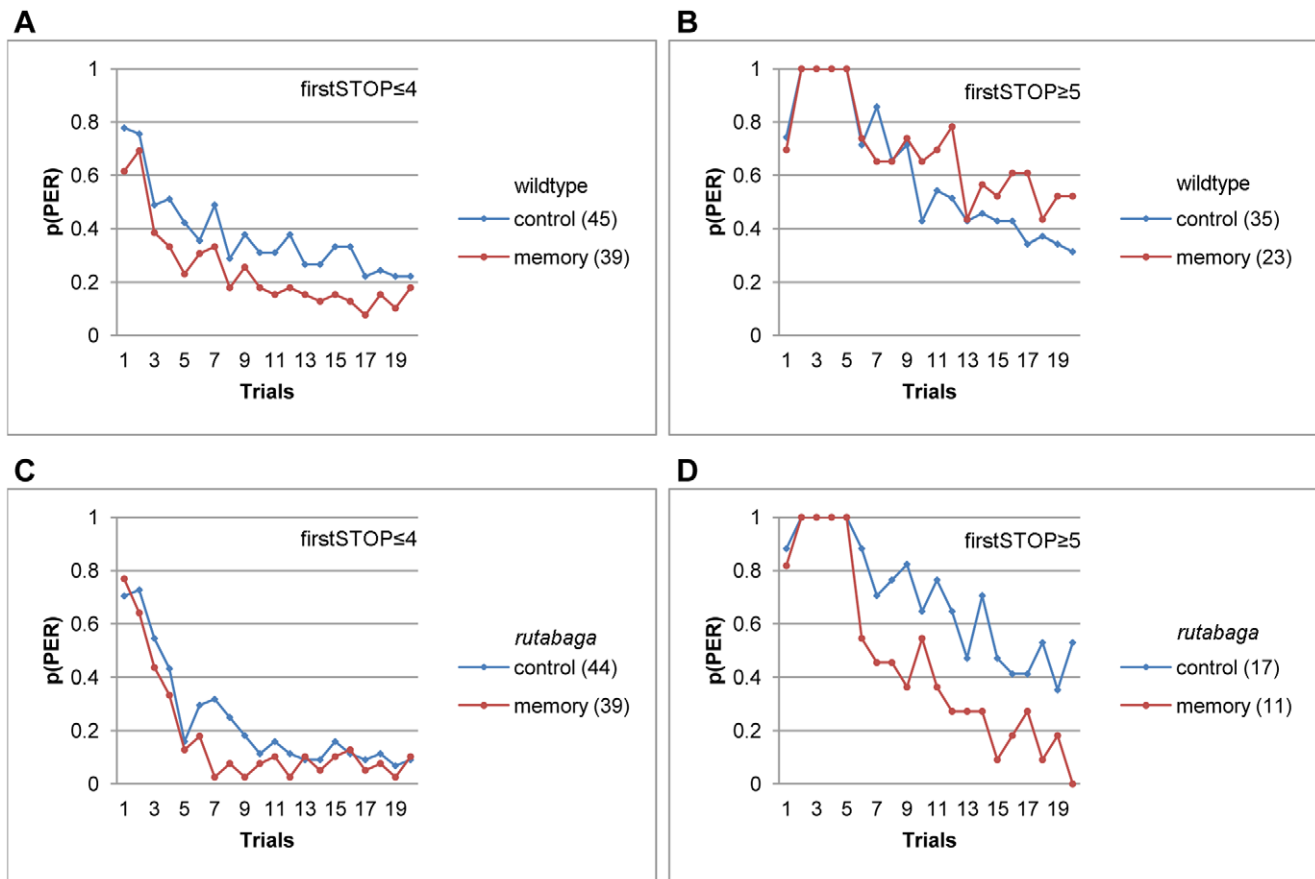 A
1
0.8
0.6
0.4
0.2
0
p(PER)
firstSTOP≤4
1 3 5 7 9 11 13 15 17 19
Trials
wildtype
control (45)
memory (39)
B
1
0.8
0.6
0.4
0.2
0
p(PER)
firstSTOP≥5
1 3 5 7 9 11 13 15 17 19
Trials
wildtype
control (35)
memory (23)
C
1
0.8
0.6
0.4
0.2
0
p(PER)
firstSTOP≤4
1 3 5 7 9 11 13 15 17 19
Trials
rutabaga
control (44)
memory (39)
D
1
0.8
0.6
0.4
0.2
0
p(PER)
firstSTOP≥5
1 3 5 7 9 11 13 15 17 19
Trials
rutabaga
control (17)
memory (11)